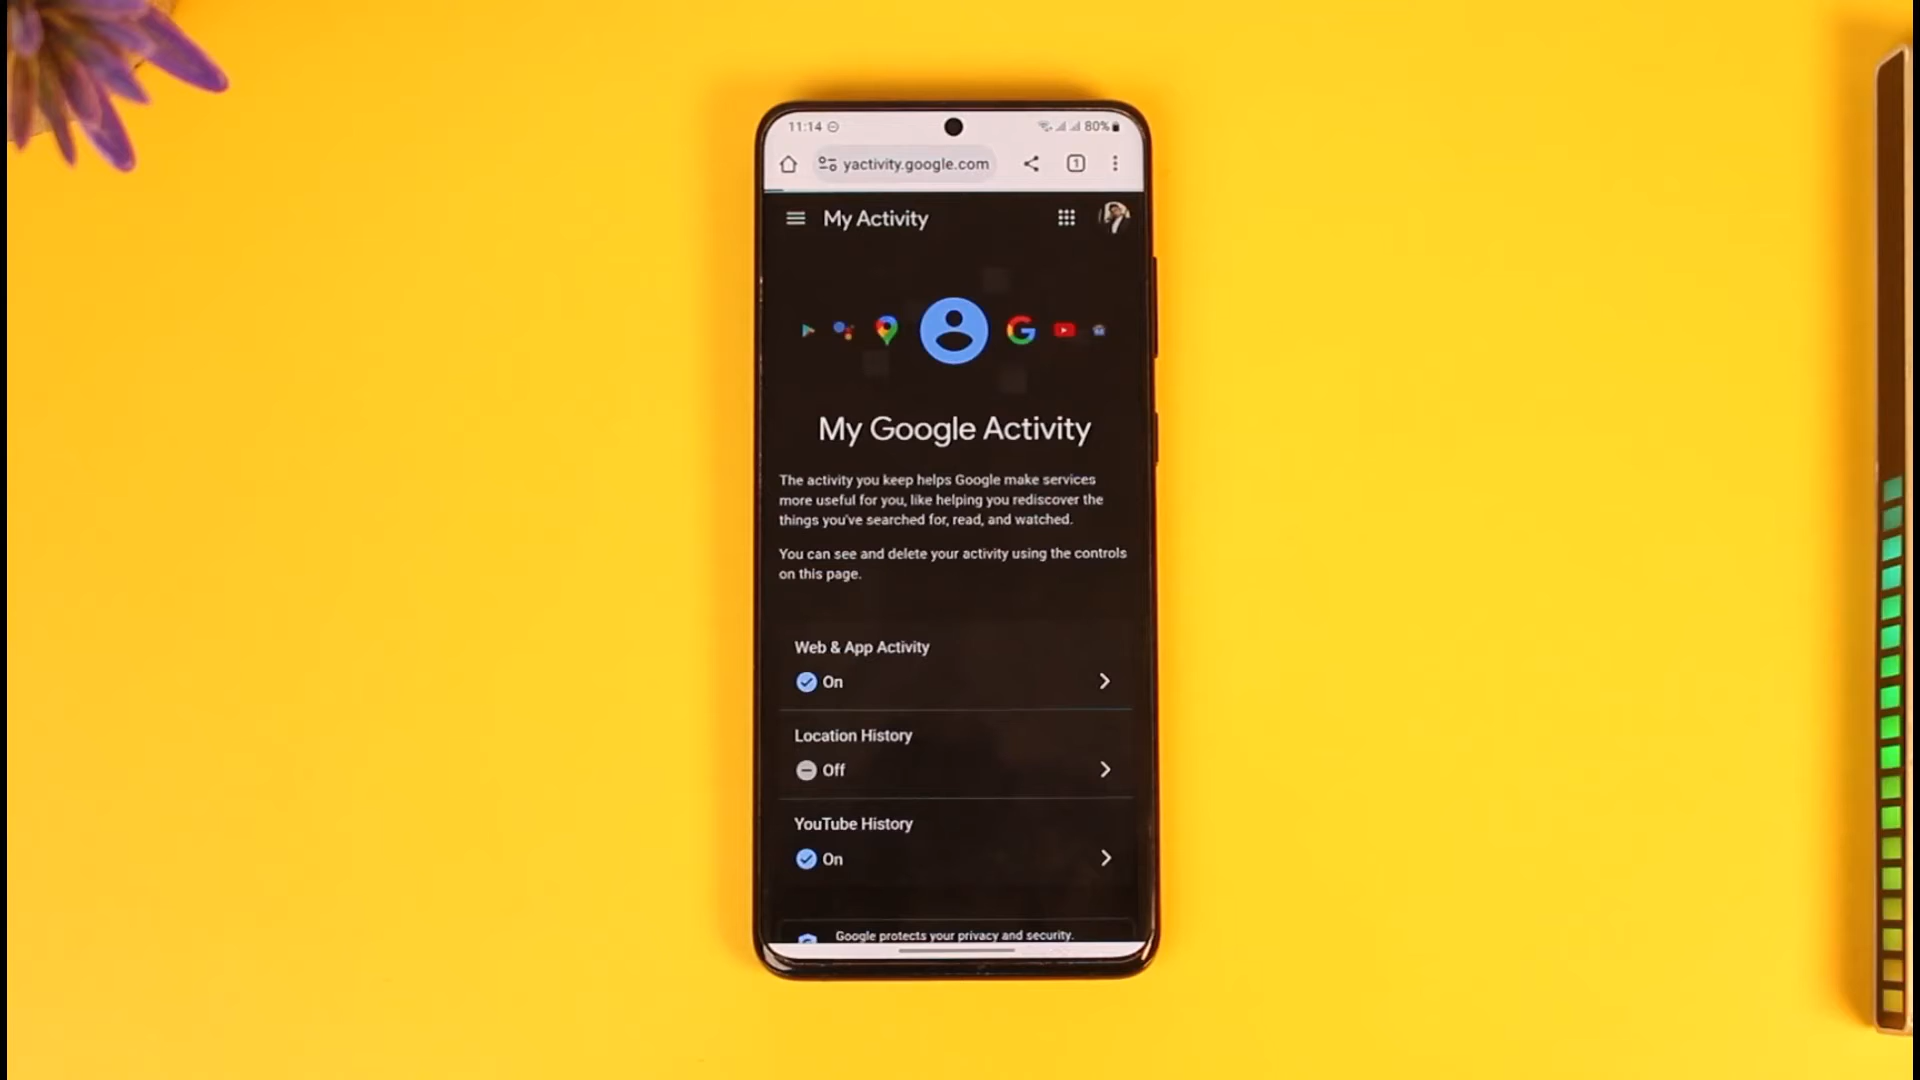 11:14
80%
yactivity.google.com
1
My Activity
My Google Activity
The activity you keep helps Google make services
more useful for you, like helping you rediscover the
things you've searched for, read, and watched.
You can see and delete your activity using the controls
on this page.
Web & App Activity
On
Location History
Off
YouTube History
On
Google protects your privacy and security.